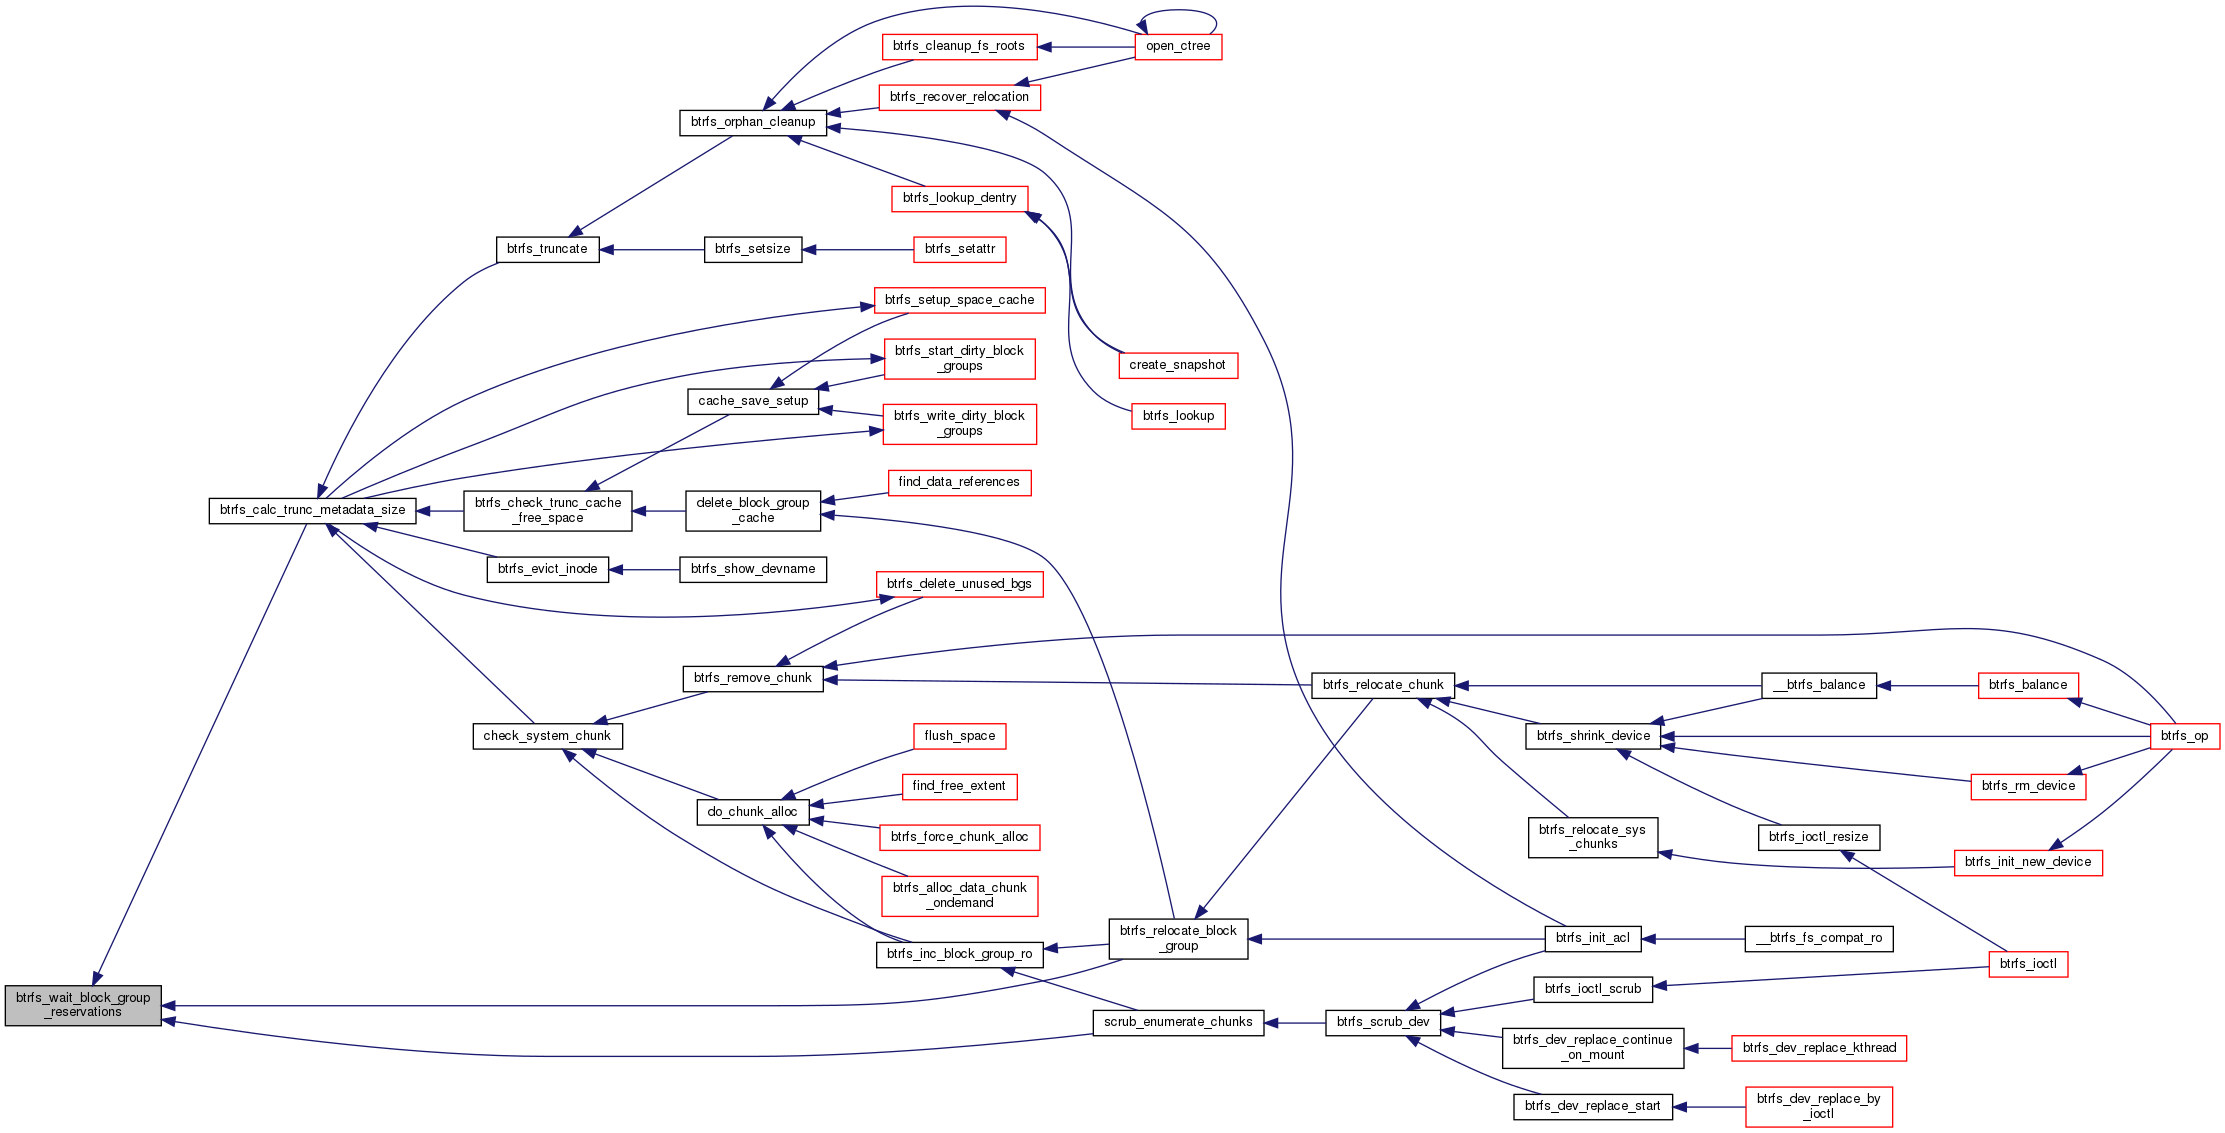 open_ctree
btrfs_cleanup_fs_roots
btrfs_recover_relocation
btrfs_orphan_cleanup
btrfs_lookup_dentry
btrfs_truncate
btrfs_setsize
btrfs_setattr
btrfs_setup_space_cache
btrfs_start_dirty_block
_groups
create_snapshot
cache_save_setup
btrfs_write_dirty_block
_groups
btrfs_lookup
find_data_references
btrfs_calc_trunc_metadata_size
btrfs_check_trunc_cache
_free_space
delete_block_group
_cache
btrfs_evict_inode
btrfs_show_devname
btrfs_delete_unused_bgs
btrfs_remove_chunk
btrfs_relocate_chunk
__btrfs_balance
btrfs_balance
check_system_chunk
flush_space
btrfs_shrink_device
btrfs_op
find_free_extent
btrfs_rm_device
do_chunk_alloc
btrfs_force_chunk_alloc
btrfs_relocate_sys
_chunks
btrfs_ioctl_resize
btrfs_init_new_device
btrfs_alloc_data_chunk
_ondemand
btrfs_relocate_block
_group
btrfs_init_acl
__btrfs_fs_compat_ro
btrfs_inc_block_group_ro
btrfs_ioctl
btrfs_wait_block_group
_reservations
btrfs_ioctl_scrub
scrub_enumerate_chunks
btrfs_scrub_dev
btrfs_dev_replace_continue
_on_mount
btrfs_dev_replace_kthread
btrfs_dev_replace_start
btrfs_dev_replace_by
_ioctl